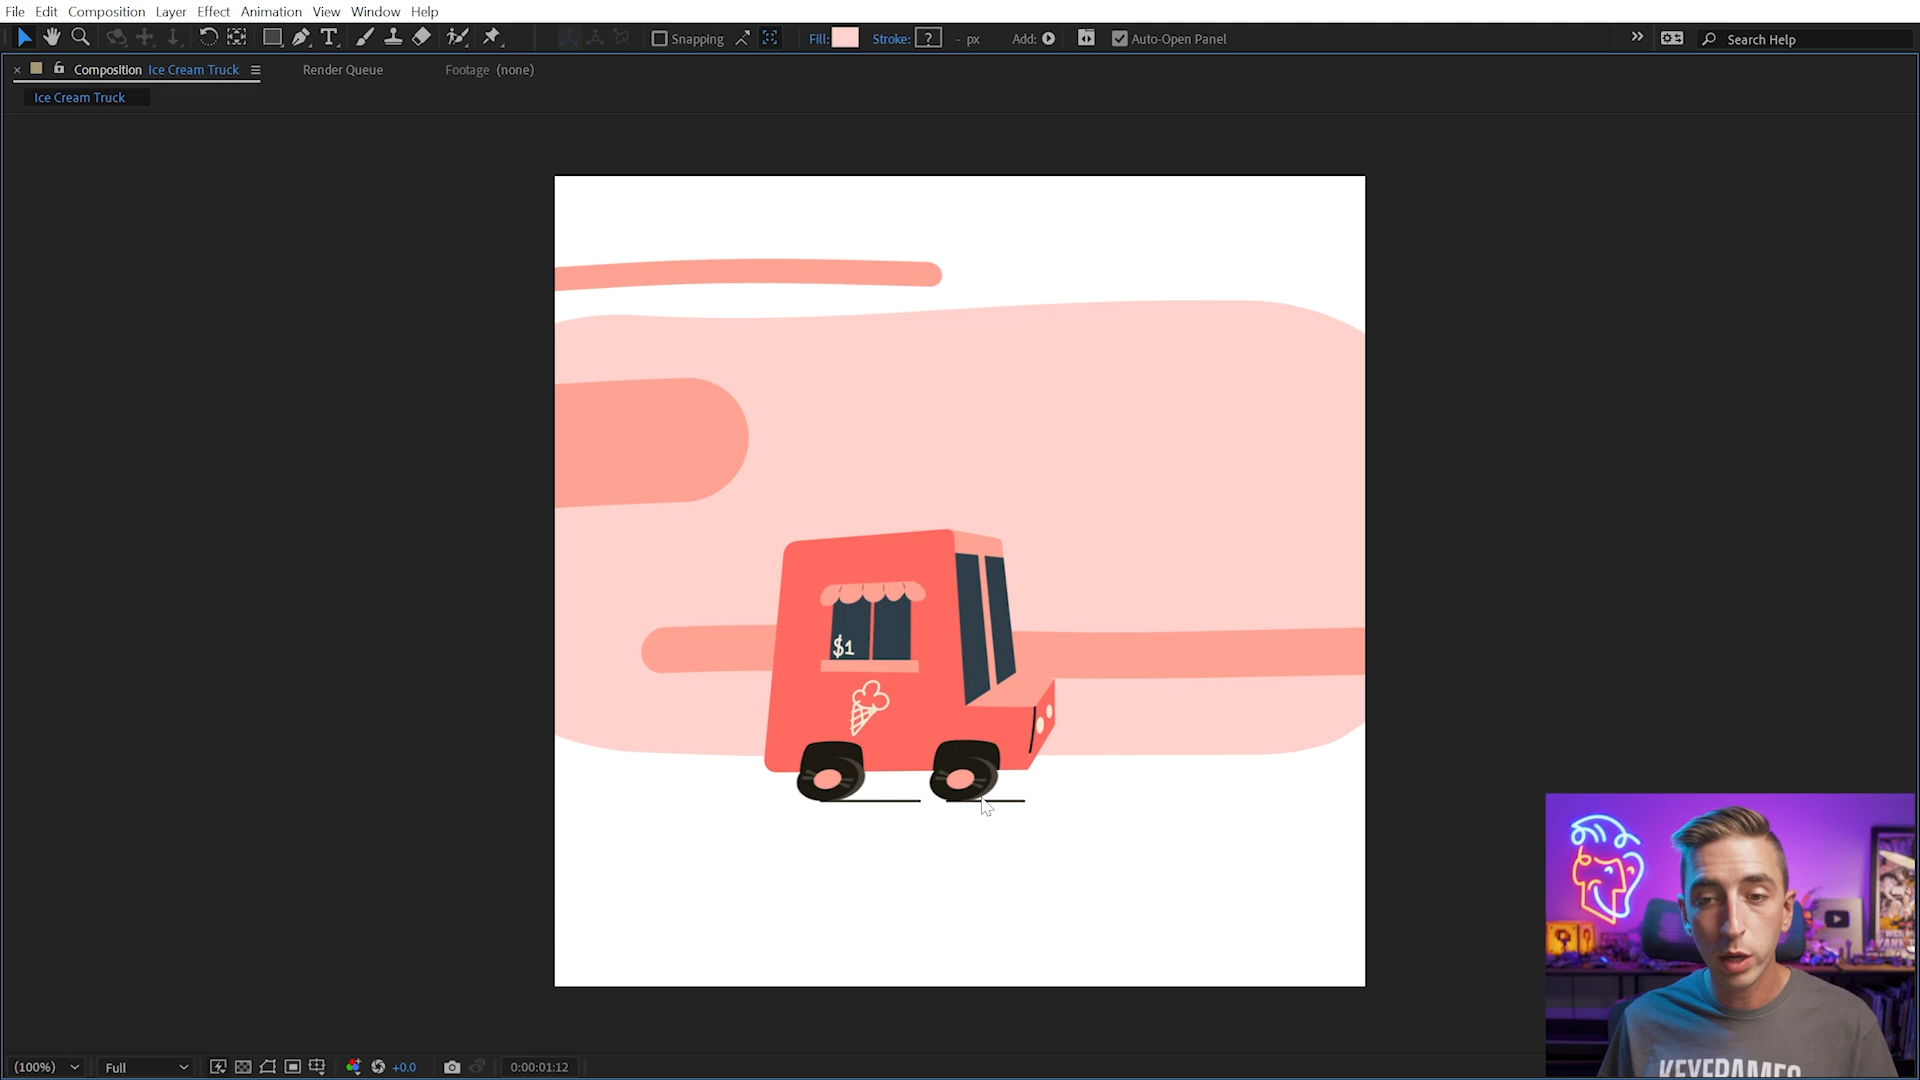 File Edit Composition Layer Effect Animation View Window Help
Snapping Fill: Stroke: ? - px Add: Auto-Open Panel Search Help
Composition Ice Cream Truck Render Queue Footage (none)
Ice Cream Truck
$1
KEYFRAMES
(100%) Full +0.0 0:00:01:12